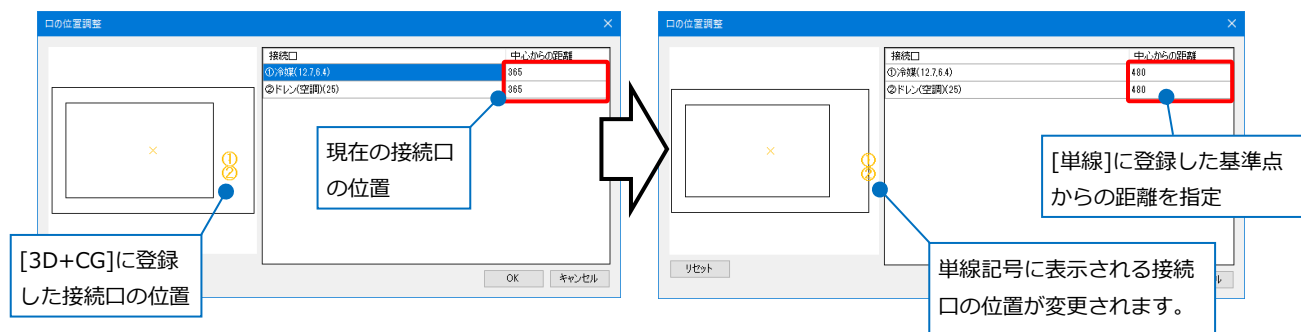 口の位置調整
接続口 中心からの距離
①冷媒(12.7,6.4) 365
②ドレン(空調)(25) 365
①
②
現在の接続口
の位置
[3D+CG]に登録
した接続口の位置
OK キャンセル
口の位置調整
接続口 中心からの距離
①冷媒(12.7,6.4) 480
②ドレン(空調)(25) 480
①
②
[単線]に登録した基準点
からの距離を指定
リセット
単線記号に表示される接続
口の位置が変更されます。